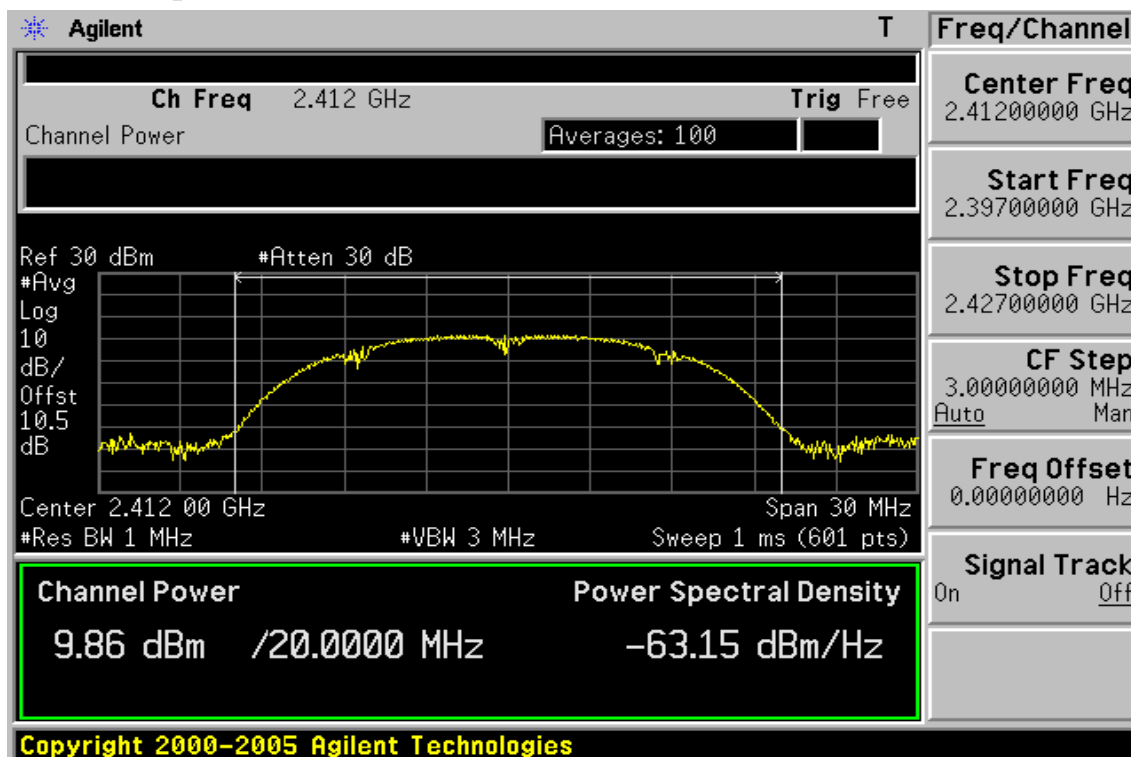 Agilent T Freq/Channel
Ch Freq 2.412 GHz Trig Free
Channel Power Averages: 100
Ref 30 dBm #Atten 30 dB
#Avg
Log
10
dB/
Offst
10.5
dB
Center 2.412 00 GHz Span 30 MHz
#Res BW 1 MHz #VBW 3 MHz Sweep 1 ms (601 pts)
Channel Power Power Spectral Density
9.86 dBm /20.0000 MHz -63.15 dBm/Hz
Copyright 2000-2005 Agilent Technologies
Center Freq
2.41200000 GHz
Start Freq
2.39700000 GHz
Stop Freq
2.42700000 GHz
CF Step
3.00000000 MHz
Auto Man
Freq Offset
0.00000000 Hz
Signal Track
On Off